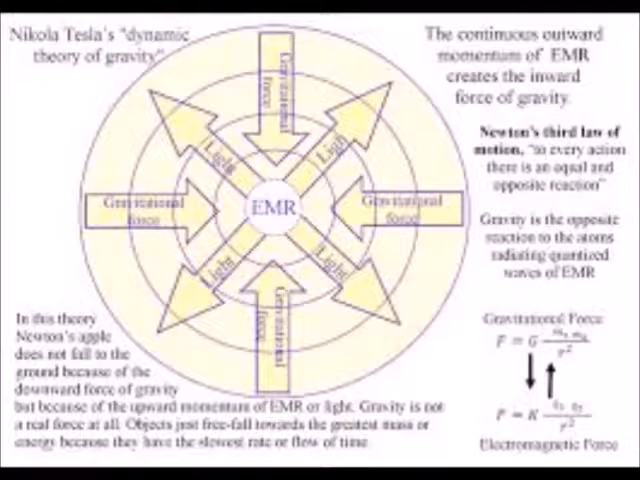 Nikola Tesla's "dynamic
theory of gravity"
The continuous outward
momentum of EMR
creates the inward
force of gravity.
Newton's third law of
motion, "to every action
there is an equal and
opposite reaction"
Gravity is the opposite
reaction to the atoms
radiating quantized
waves of EMR
Gravitational
force
Light
Ligh
Gravitational
force
EMR
Gravitational
force
Light
Light
Gravitational
force
In this theory
Newton's apple
does not fall to the
ground because of the
downward force of gravity
but because of the upward momentum of EMR or light. Gravity is not
a real force at all. Objects just free-fall towards the greatest mass or
energy because they have the slowest rate or flow of time.
Gravitational Force
F = G
r²
F = K
r²
Electromagnetic Force